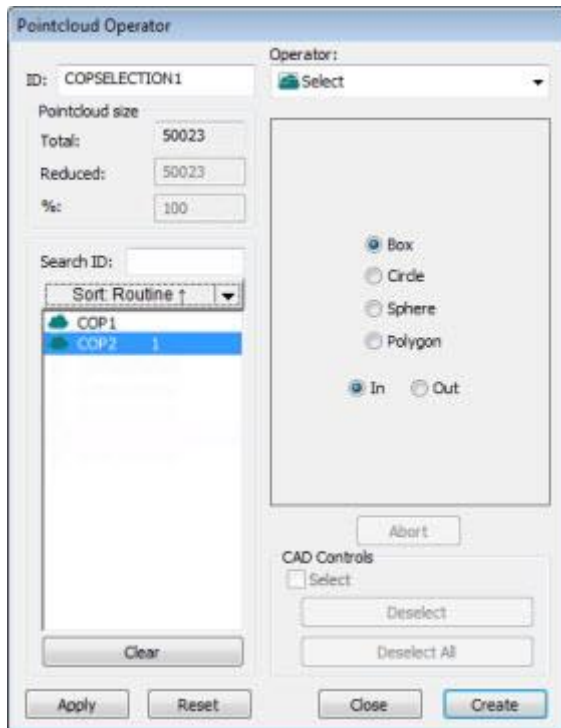 Pointcloud Operator
ID: COPSELECTION1
Operator:
Select
Pointcloud size
Total: 50023
Reduced: 50023
%: 100
Search ID:
Sort: Routine ↑
COP1
COP2 1
Clear
Box
Circle
Sphere
Polygon
In Out
Abort
CAD Controls
Select
Deselect
Deselect All
Apply Reset Close Create